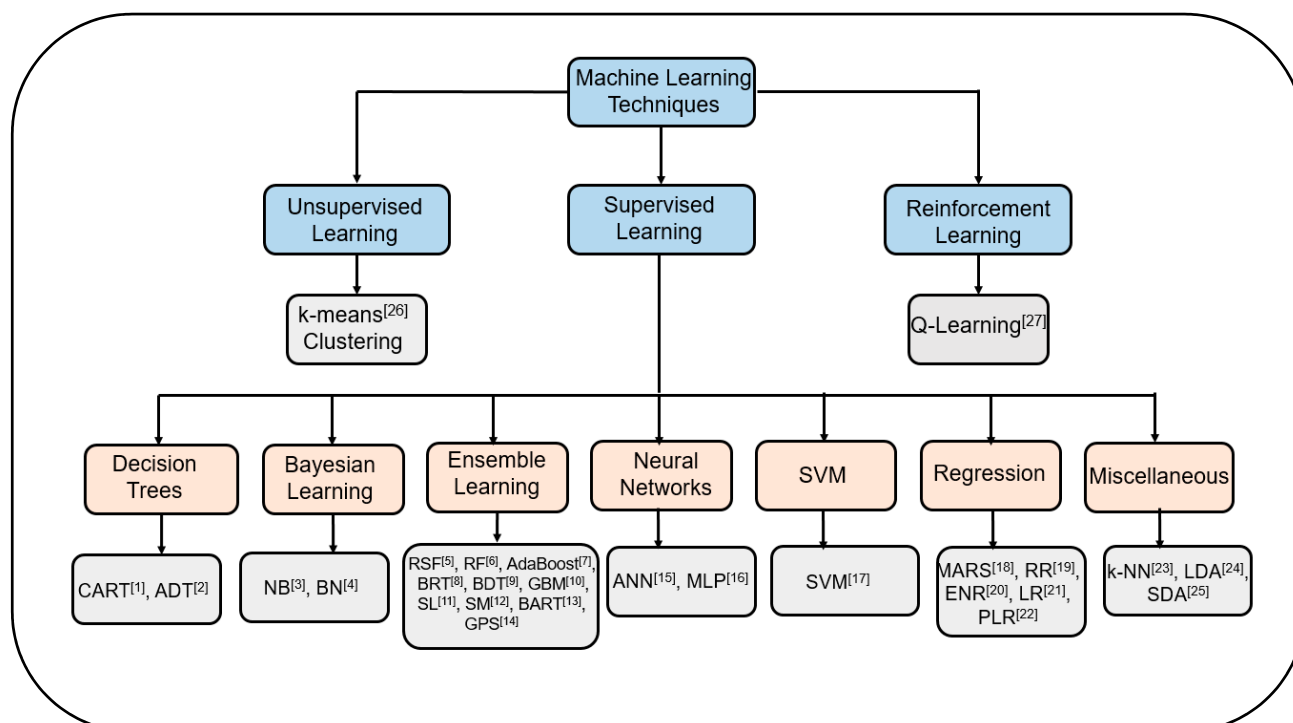 Machine Learning
Techniques
Unsupervised
Learning
Supervised
Learning
Reinforcement
Learning
k-means[26]
Clustering
Q-Learning[27]
Decision
Trees
Bayesian
Learning
Ensemble
Learning
Neural
Networks
SVM
Regression
Miscellaneous
CART[1], ADT[2]
NB[3], BN[4]
RSF[5], RF[6], AdaBoost[7],
BRT[8], BDT[9], GBM[10],
SL[11], SM[12], BART[13],
GPS[14]
ANN[15], MLP[16]
SVM[17]
MARS[18], RR[19],
ENR[20], LR[21],
PLR[22]
k-NN[23], LDA[24],
SDA[25]